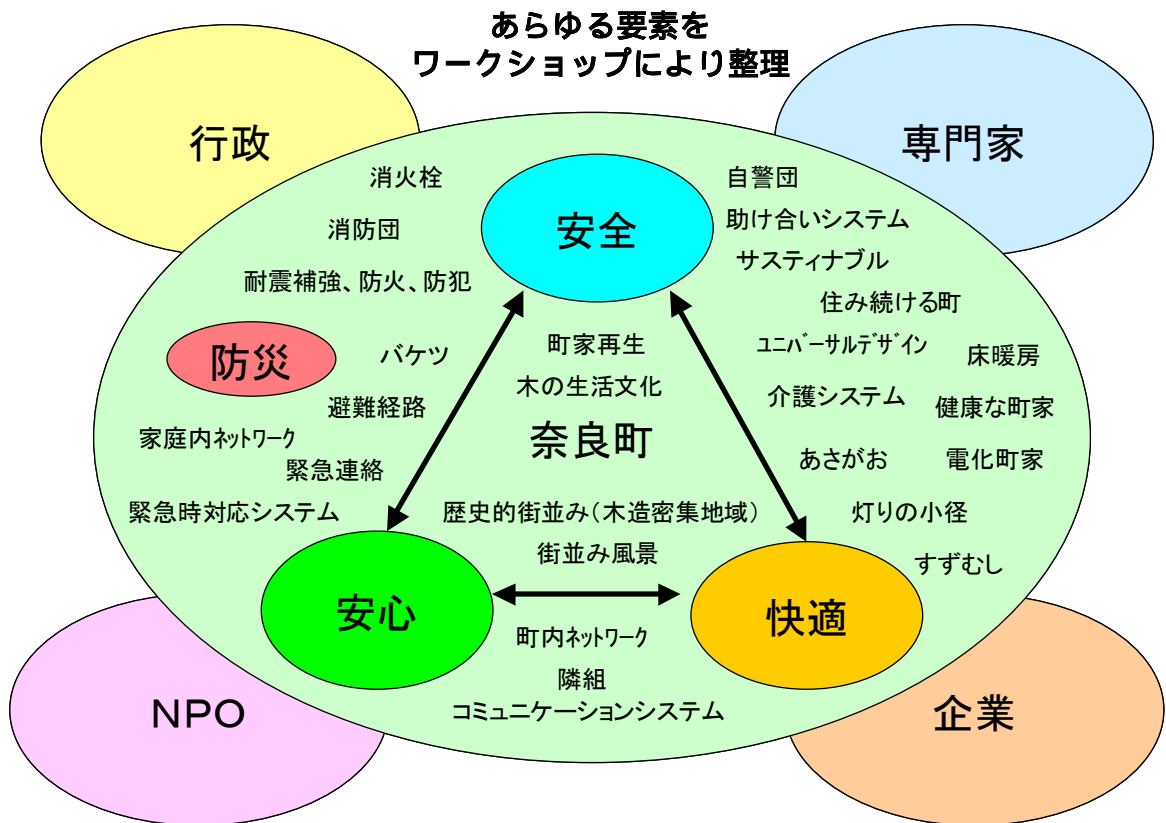 あらゆる要素を
ワークショップにより整理
行政
専門家
消火栓
消防団
耐震補強、防火、防犯
安全
自警団
助け合いシステム
サスティナブル
住み続ける町
防災
バケツ
避難経路
家庭内ﾈｯﾄﾜｰｸ
緊急連絡
緊急時対応システム
町家再生
木の生活文化
奈良町
歴史的街並み(木造密集地域)
街並み風景
ﾕﾆﾊﾞｰｻﾙﾃﾞｻﾞｲﾝ
床暖房
介護システム
健康な町家
あさがお
電化町家
灯りの小径
すずむし
安心
快適
町内ﾈｯﾄﾜｰｸ
隣組
コミュニケーションシステム
NPO
企業